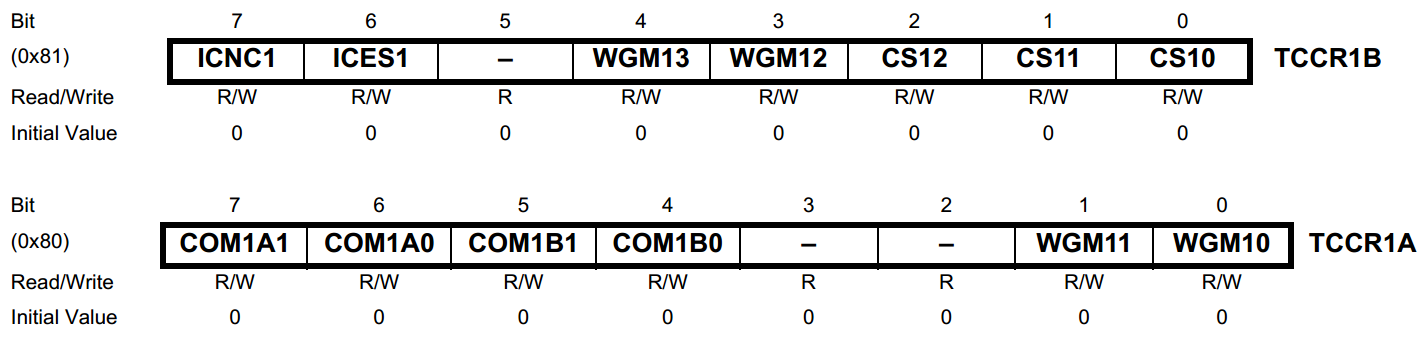 Bit 7 6 5 4 3 2 1 0
(0x81) ICNC1 ICES1 – WGM13 WGM12 CS12 CS11 CS10 TCCR1B
Read/Write R/W R/W R R/W R/W R/W R/W R/W
Initial Value 0 0 0 0 0 0 0 0
Bit 7 6 5 4 3 2 1 0
(0x80) COM1A1 COM1A0 COM1B1 COM1B0 – – WGM11 WGM10 TCCR1A
Read/Write R/W R/W R/W R/W R R R/W R/W
Initial Value 0 0 0 0 0 0 0 0